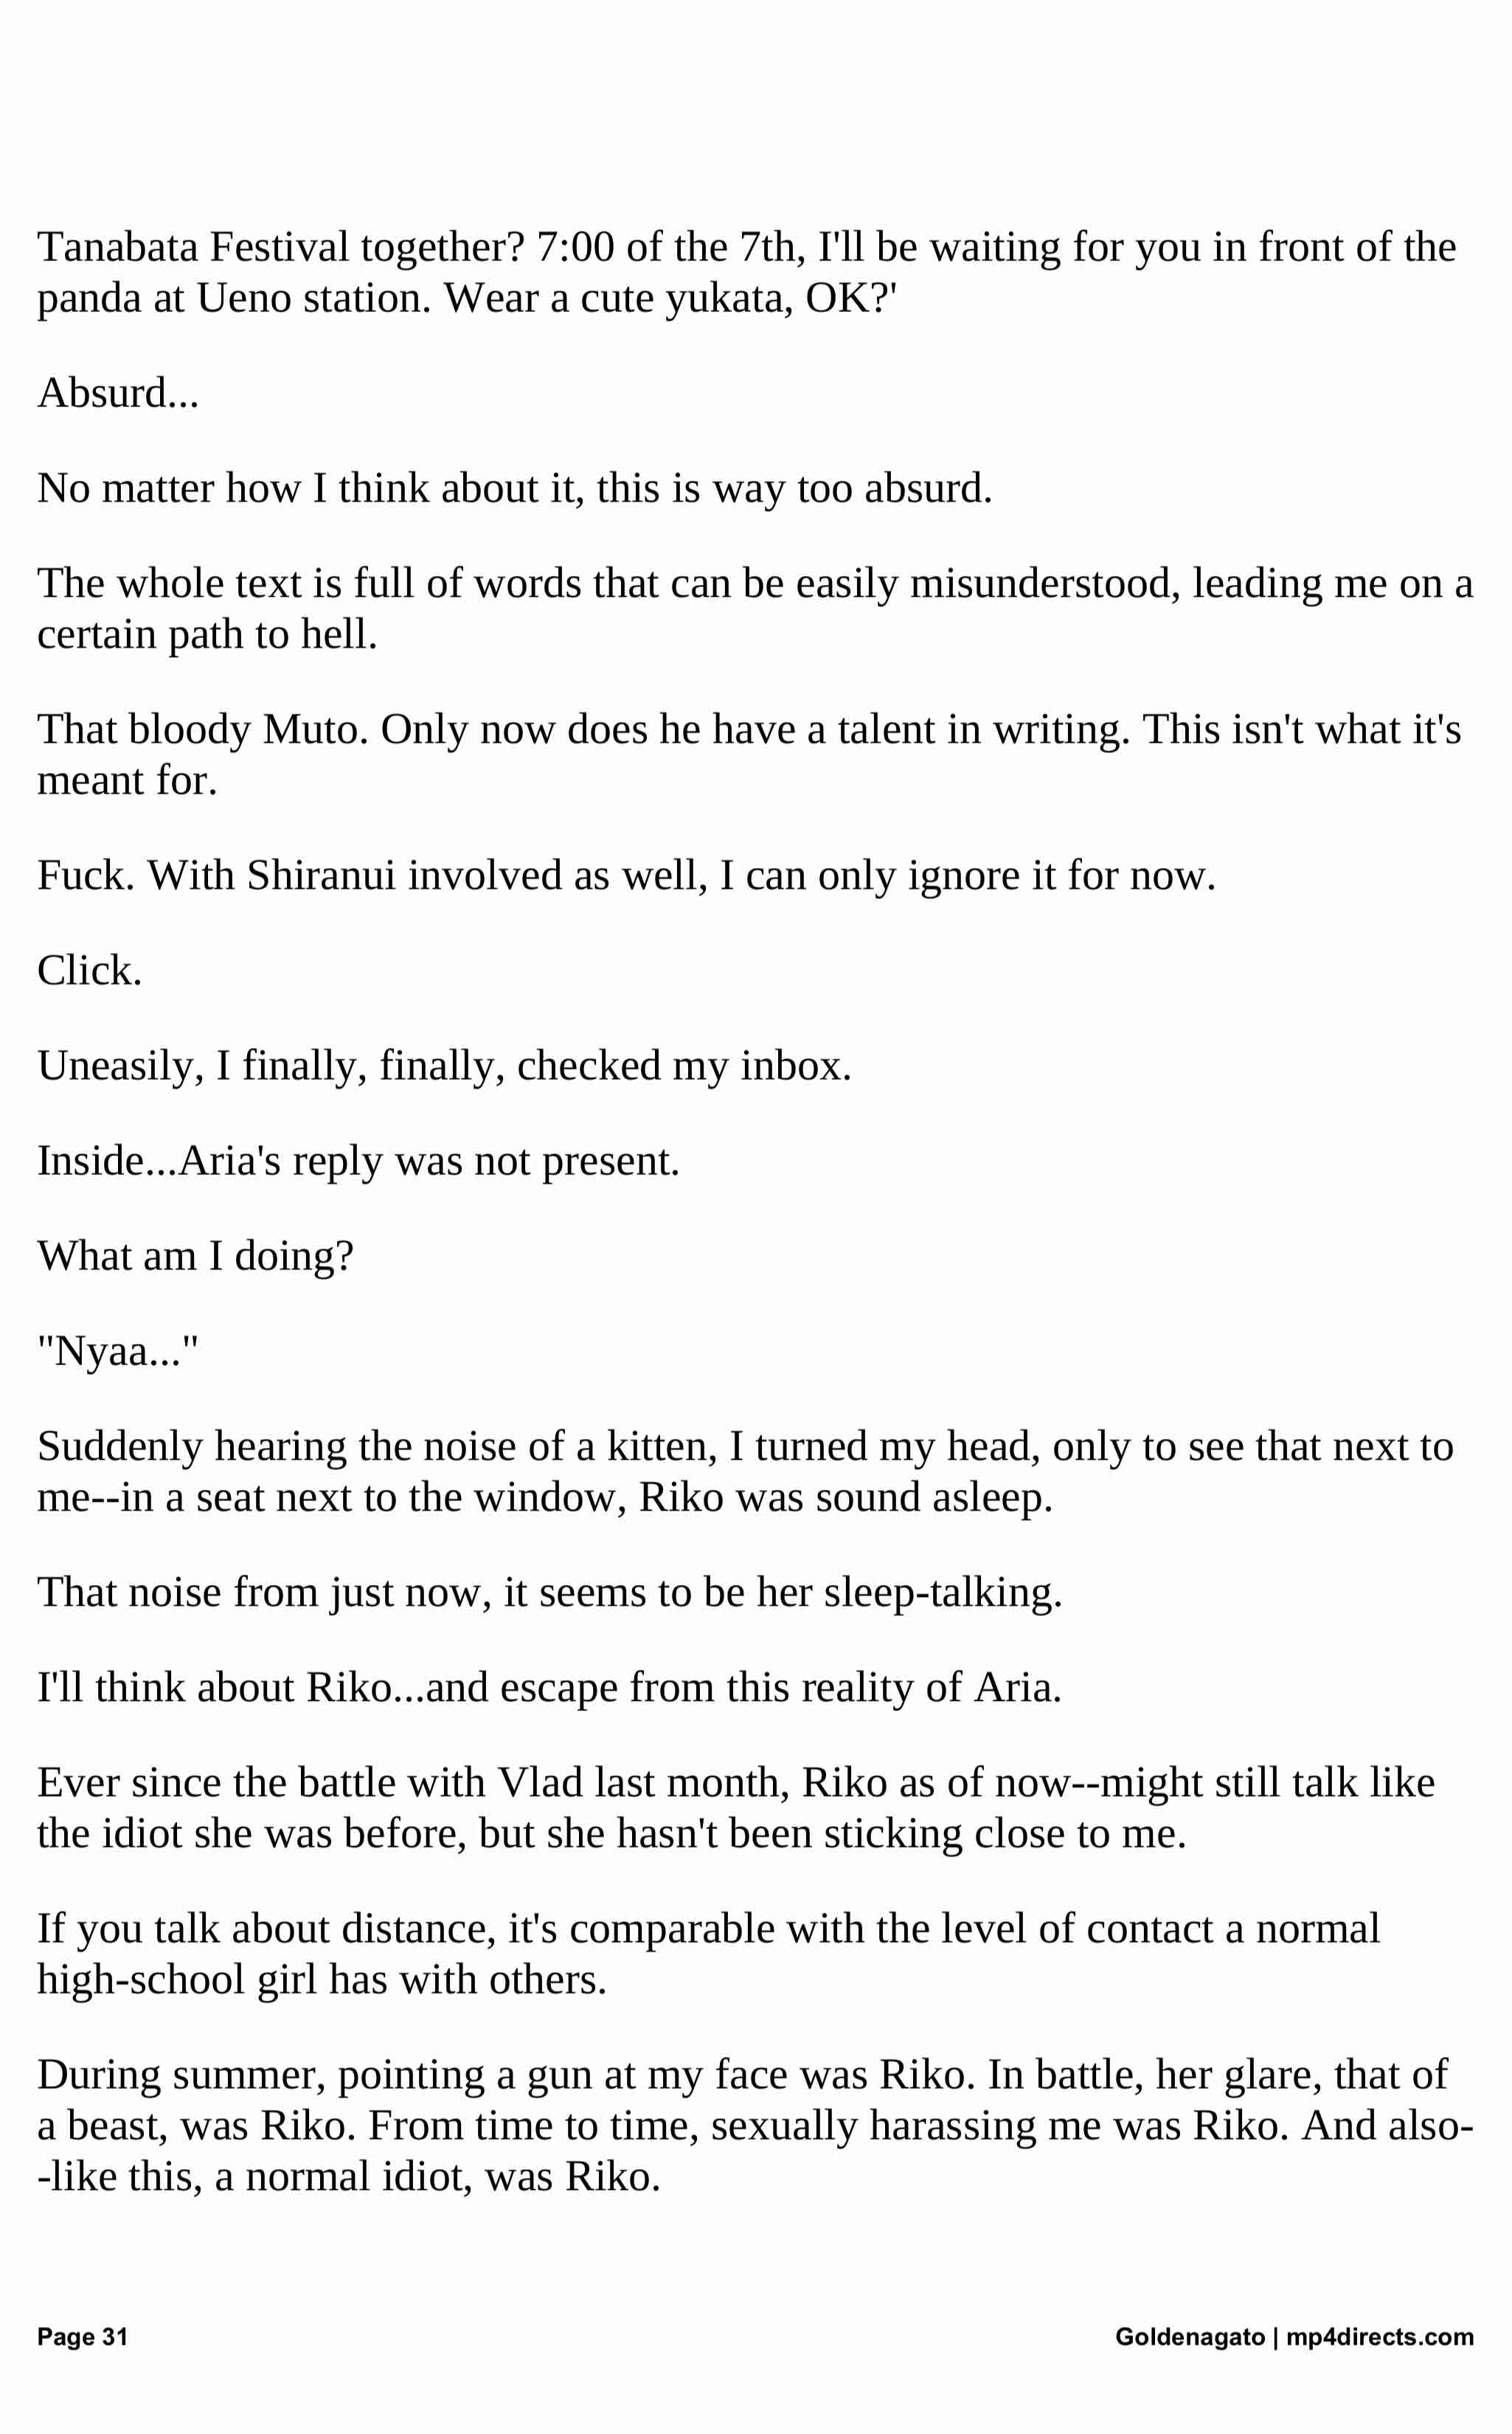 Tanabata Festival together? 7:00 of the 7th, I'll be waiting for you in front of the
panda at Ueno station. Wear a cute yukata, OK?'
Absurd...
No matter how I think about it, this is way too absurd.
The whole text is full of words that can be easily misunderstood, leading me on a
certain path to hell.
That bloody Muto. Only now does he have a talent in writing. This isn't what it's
meant for.
Fuck. With Shiranui involved as well, I can only ignore it for now.
Click.
Uneasily, I finally, finally, checked my inbox.
Inside...Aria's reply was not present.
What am I doing?
"Nyaa..."
Suddenly hearing the noise of a kitten, I turned my head, only to see that next to
me--in a seat next to the window, Riko was sound asleep.
That noise from just now, it seems to be her sleep-talking.
I'll think about Riko...and escape from this reality of Aria.
Ever since the battle with Vlad last month, Riko as of now--might still talk like
the idiot she was before, but she hasn't been sticking close to me.
If you talk about distance, it's comparable with the level of contact a normal
high-school girl has with others.
During summer, pointing a gun at my face was Riko. In battle, her glare, that of
a beast, was Riko. From time to time, sexually harassing me was Riko. And also-
-like this, a normal idiot, was Riko.
Page 31
Goldenagato | mp4directs.com